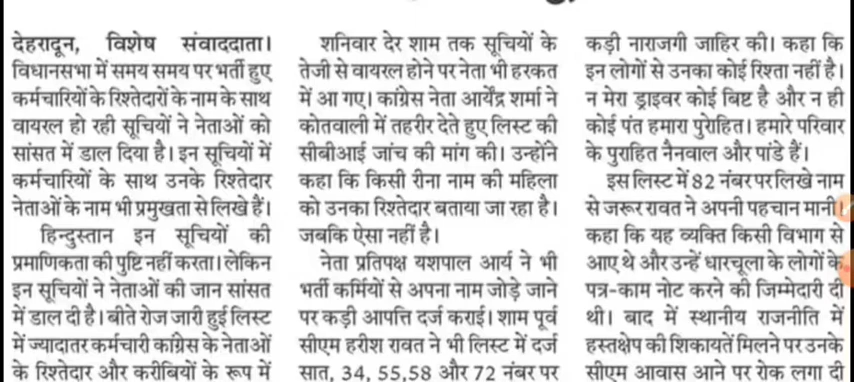 देहरादून, विशेष संवाददाता।
विधानसभा में समय समय पर भर्ती हुए
कर्मचारियों के रिश्तेदारों के नाम के साथ
वायरल हो रही सूचियों ने नेताओं को
सांसत में डाल दिया है। इन सूचियों में
कर्मचारियों के साथ उनके रिश्तेदार
नेताओं के नाम भी प्रमुखता से लिखे हैं।
हिन्दुस्तान इन सूचियों की
प्रमाणिकता की पुष्टि नहीं करता। लेकिन
इन सूचियों ने नेताओं की जान सांसत
में डाल दी है। बीते रोज जारी हुई लिस्ट
में ज्यादातर कर्मचारी कांग्रेस के नेताओं
के रिश्तेदार और करीबियों के रूप में
शनिवार देर शाम तक सूचियों के
तेजी से वायरल होने पर नेता भी हरकत
में आ गए। कांग्रेस नेता आर्येंद्र शर्मा ने
कोतवाली में तहरीर देते हुए लिस्ट की
सीबीआई जांच की मांग की। उन्होंने
कहा कि किसी रीना नाम की महिला
को उनका रिश्तेदार बताया जा रहा है।
जबकि ऐसा नहीं है।
नेता प्रतिपक्ष यशपाल आर्य ने भी
भर्ती कर्मियों से अपना नाम जोड़े जाने
पर कड़ी आपत्ति दर्ज कराई। शाम पूर्व
सीएम हरीश रावत ने भी लिस्ट में दर्ज
सात, 34, 55,58 और 72 नंबर पर
कड़ी नाराजगी जाहिर की। कहा कि
इन लोगों से उनका कोई रिश्ता नहीं है।
न मेरा ड्राइवर कोई बिष्ट है और न ही
कोई पंत हमारा पुरोहित। हमारे परिवार
के पुराहित नैनवाल और पांडे हैं।
इस लिस्ट में 82 नंबर पर लिखे नाम
से जरूर रावत ने अपनी पहचान मानी।
कहा कि यह व्यक्ति किसी विभाग से
आए थे और उन्हें धारचूला के लोगों के
पत्र-काम नोट करने की जिम्मेदारी दी
थी। बाद में स्थानीय राजनीति में
हस्तक्षेप की शिकायतें मिलने पर उनके
सीएम आवास आने पर रोक लगा दी